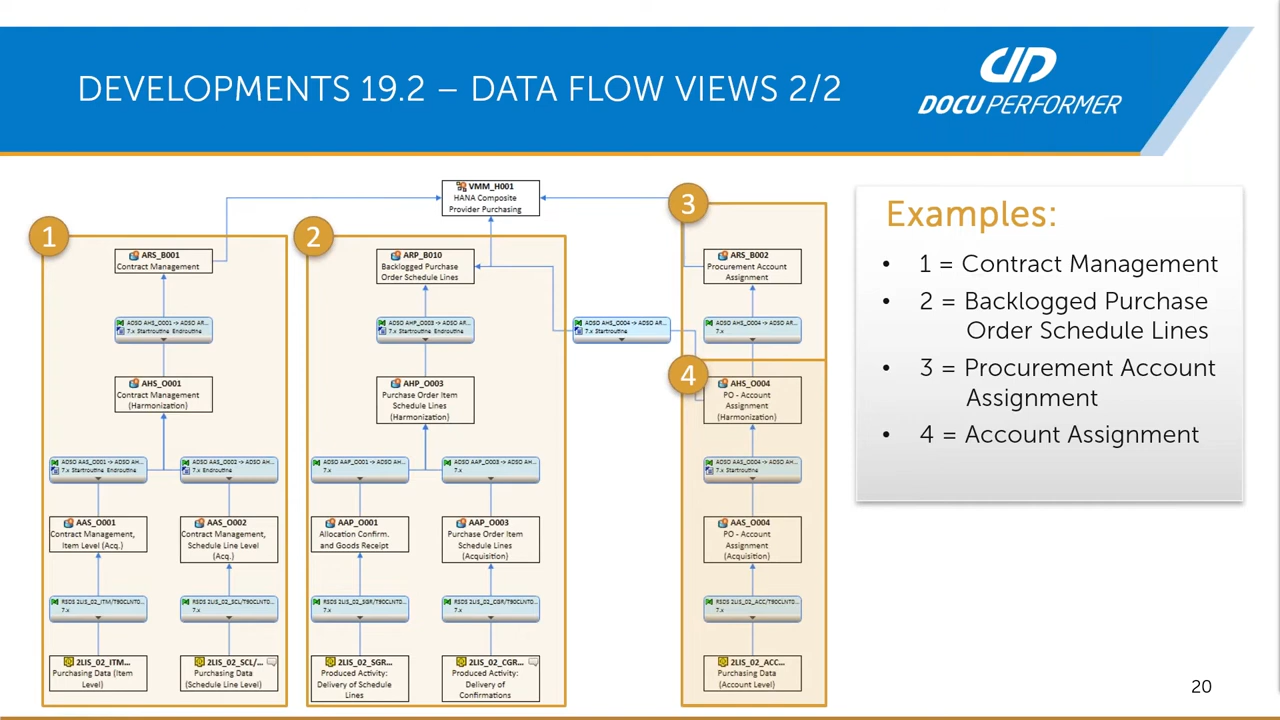 DEVELOPMENTS 19.2 – DATA FLOW VIEWS 2/2
DOCU PERFORMER
VMM_H001
HANA Composite
Provider Purchasing
1
ARS_B001
Contract Management
ADSO AHS_O001 -> ADSO AR...
7.x Startroutine Endroutine
AHS_O001
Contract Management
(Harmonization)
ADSO AAS_O001 -> ADSO AH...
7.x Startroutine Endroutine
ADSO AAS_O002 -> ADSO AH...
7.x Endroutine
AAS_O001
Contract Management,
Item Level (Acq.)
AAS_O002
Contract Management,
Schedule Line Level
(Acq.)
RSDS 2LIS_02_ITM/T90CLNT0...
7.x
RSDS 2LIS_02_SCL/T90CLNT0...
7.x
2LIS_02_ITM...
Purchasing Data (Item
Level)
2LIS_02_SCL/...
Purchasing Data
(Schedule Line Level)
2
ARP_B010
Backlogged Purchase
Order Schedule Lines
ADSO AHP_O003 -> ADSO AR...
7.x Startroutine Endroutine
AHP_O003
Purchase Order Item
Schedule Lines
(Harmonization)
ADSO AAP_O001 -> ADSO AH...
7.x
ADSO AAP_O003 -> ADSO AH...
7.x
AAP_O001
Allocation Confirm.
and Goods Receipt
AAP_O003
Purchase Order Item
Schedule Lines
(Acquisition)
RSDS 2LIS_02_SGR/T90CLNT0...
7.x
RSDS 2LIS_02_CGR/T90CLNT0...
7.x
2LIS_02_SGR...
Produced Activity:
Delivery of Schedule
Lines
2LIS_02_CGR...
Produced Activity:
Delivery of
Confirmations
ADSO AHS_O004 -> ADSO AR...
7.x Startroutine
3
ARS_B002
Procurement Account
Assignment
ADSO AHS_O004 -> ADSO AR...
7.x
4
AHS_O004
PO - Account
Assignment
(Harmonization)
ADSO AAS_O004 -> ADSO AH...
7.x Startroutine
AAS_O004
PO - Account
Assignment
(Acquisition)
RSDS 2LIS_02_ACC/T90CLNT0...
7.x
2LIS_02_ACC...
Purchasing Data
(Account Level)
Examples:
• 1 = Contract Management
• 2 = Backlogged Purchase
Order Schedule Lines
• 3 = Procurement Account
Assignment
• 4 = Account Assignment
20